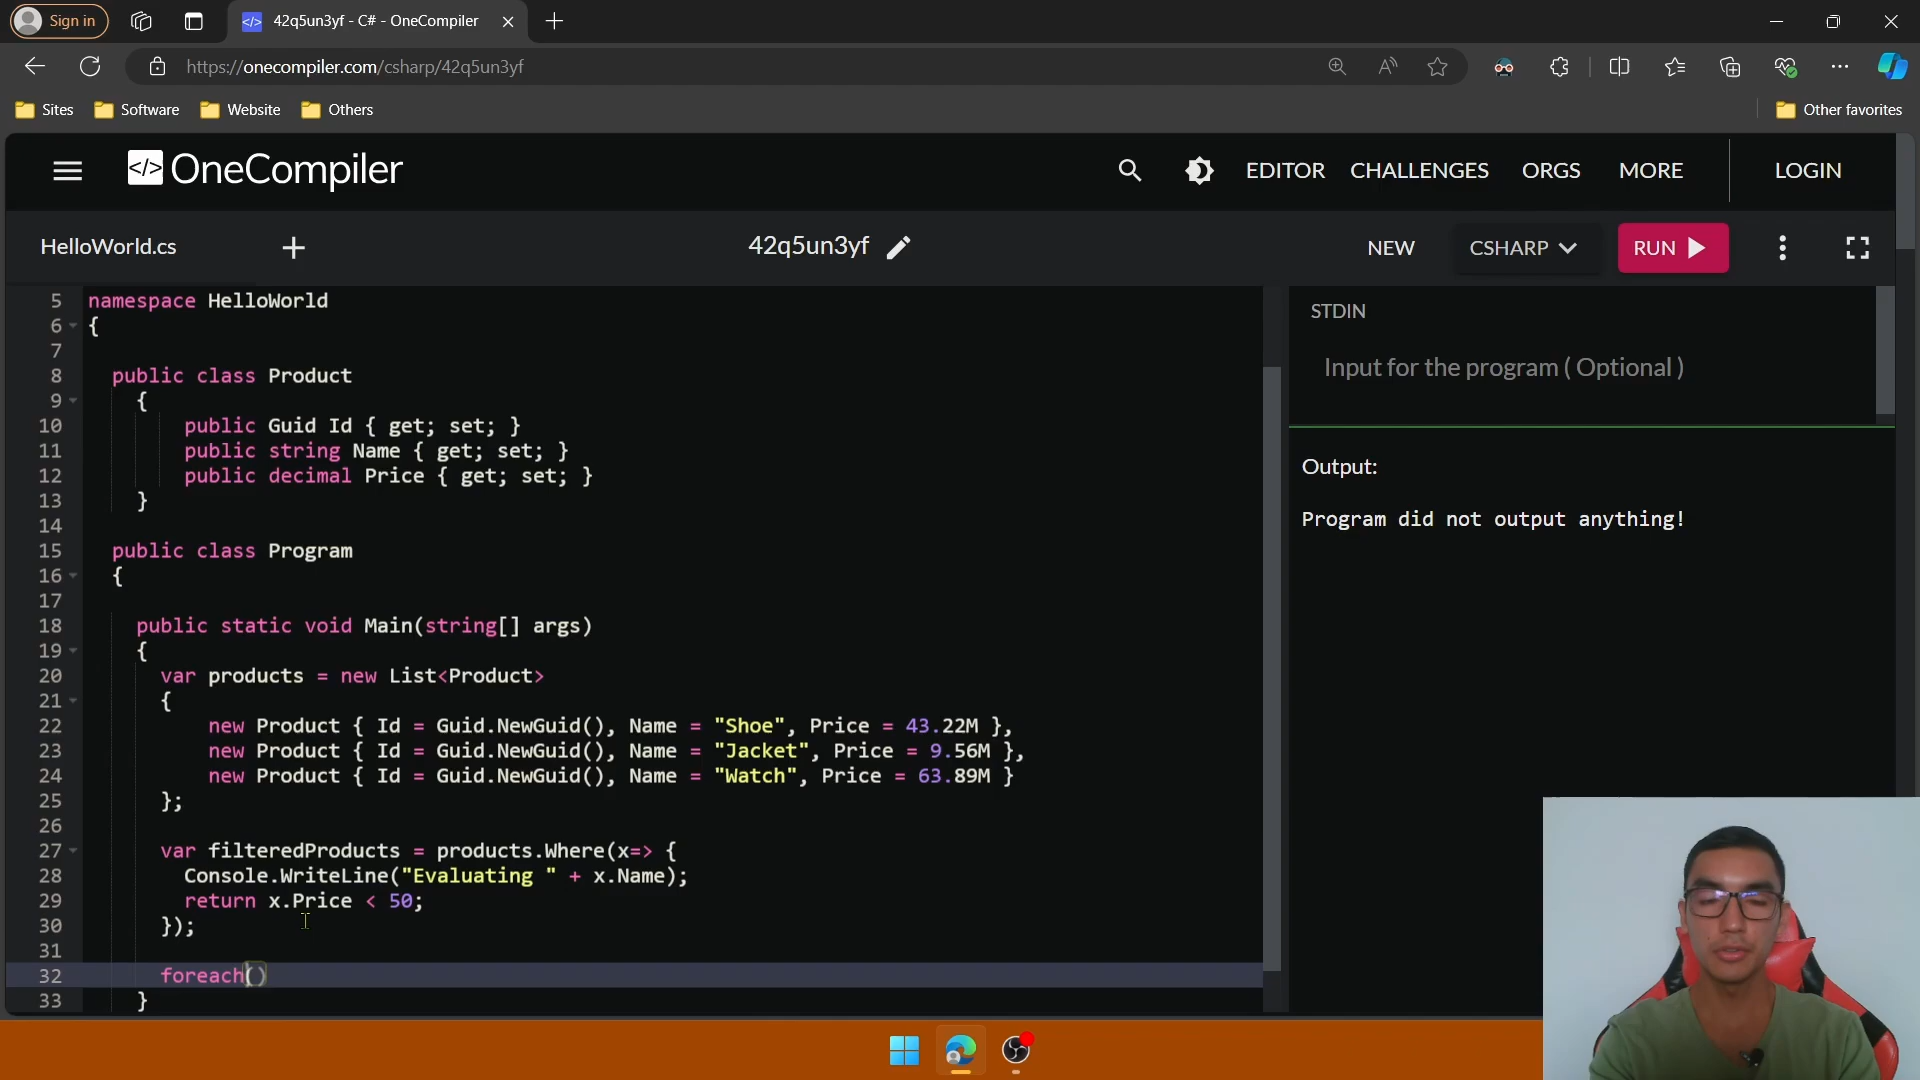 Sign in
42q5un3yf - C# - OneCompiler
https://onecompiler.com/csharp/42q5un3yf
Sites Software Website Others Other favorites
</> OneCompiler EDITOR CHALLENGES ORGS MORE LOGIN
HelloWorld.cs + 42q5un3yf NEW CSHARP RUN
5 namespace HelloWorld
6 {
7
8 public class Product
9 {
10 public Guid Id { get; set; }
11 public string Name { get; set; }
12 public decimal Price { get; set; }
13 }
14
15 public class Program
16 {
17
18 public static void Main(string[] args)
19 {
20 var products = new List<Product>
21 {
22 new Product { Id = Guid.NewGuid(), Name = "Shoe", Price = 43.22M },
23 new Product { Id = Guid.NewGuid(), Name = "Jacket", Price = 9.56M },
24 new Product { Id = Guid.NewGuid(), Name = "Watch", Price = 63.89M }
25 };
26
27 var filteredProducts = products.Where(x=> {
28 Console.WriteLine("Evaluating " + x.Name);
29 return x.Price < 50;
30 });
31
32 foreach()
33 }
STDIN
Input for the program ( Optional )
Output:
Program did not output anything!